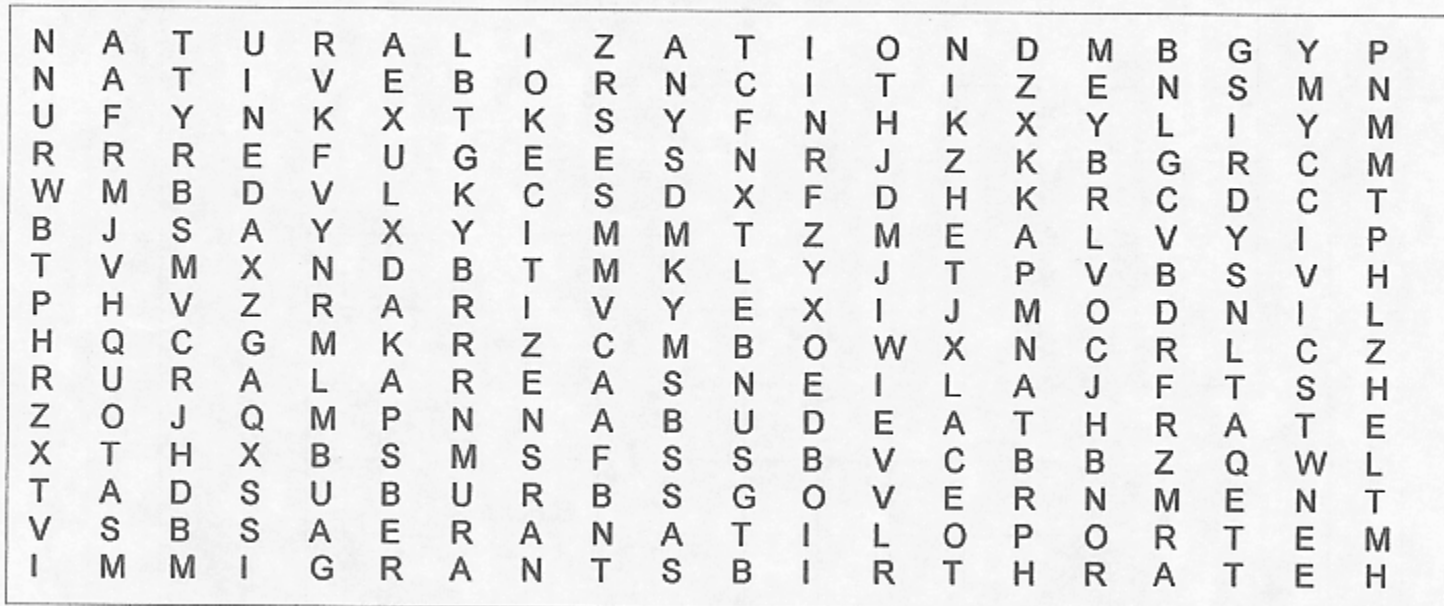 N A T U R A L I Z A T I O N D M B G Y P
N A T I V E B O R N C I T I Z E N S M N
U F Y N K X T K S Y F N H K X Y L I Y M
R R R E F U G E E S N R J Z K B G R C M
W M B D V L K C S D X F D H K R C D C T
B J S A Y X Y I M M T Z M E A L V Y I P
T V M X N D B T M K L Y J T P V B S V H
P H V Z R A R I V Y E X I J M O D N I L
H Q C G M K R Z C M B O W X N C R L C Z
R U R A L A R E A S N E I L A J F T S H
Z O J Q M P N N A B U D E A T H R A T E
X T H X B S M S F S S B V C B B Z Q W L
T A D S U B U R B S G O V E R N M E N T
V S B S A E R A N A T I L O P O R T E M
I M M I G R A N T S B I R T H R A T E H